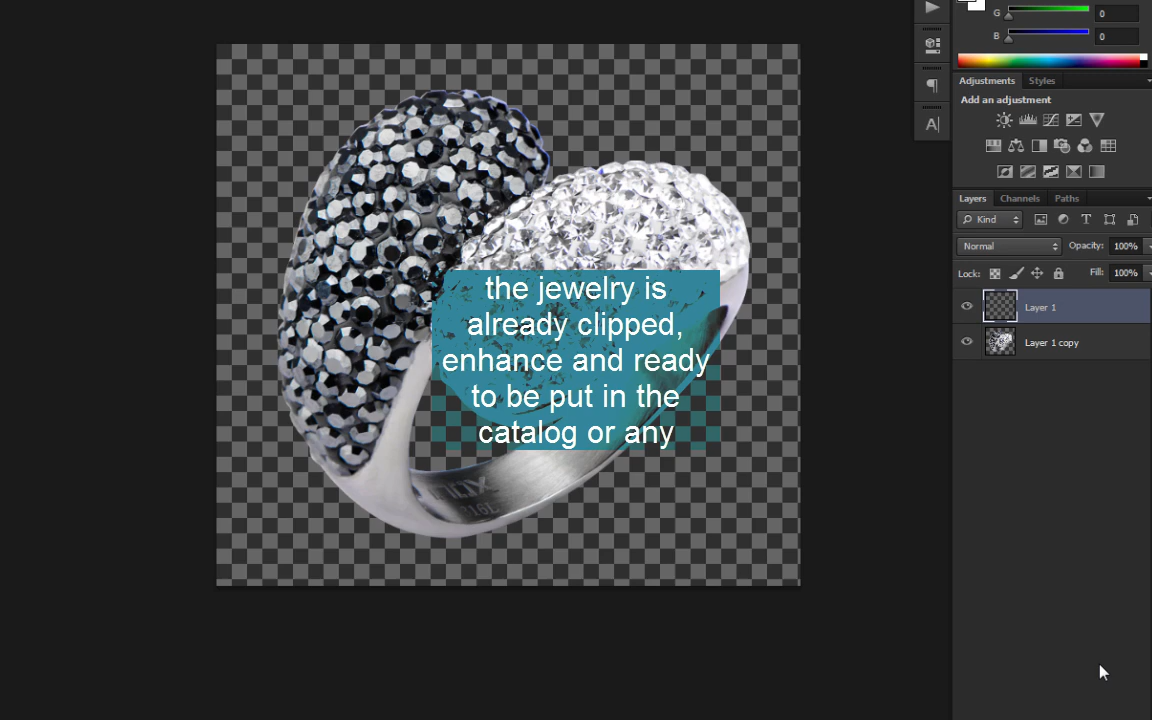 G
0
B
0
Adjustments Styles
Add an adjustment
Layers Channels Paths
Kind
Normal Opacity: 100%
Lock: Fill: 100%
Layer 1
Layer 1 copy
the jewelry is
already clipped,
enhance and ready
to be put in the
catalog or any
316L